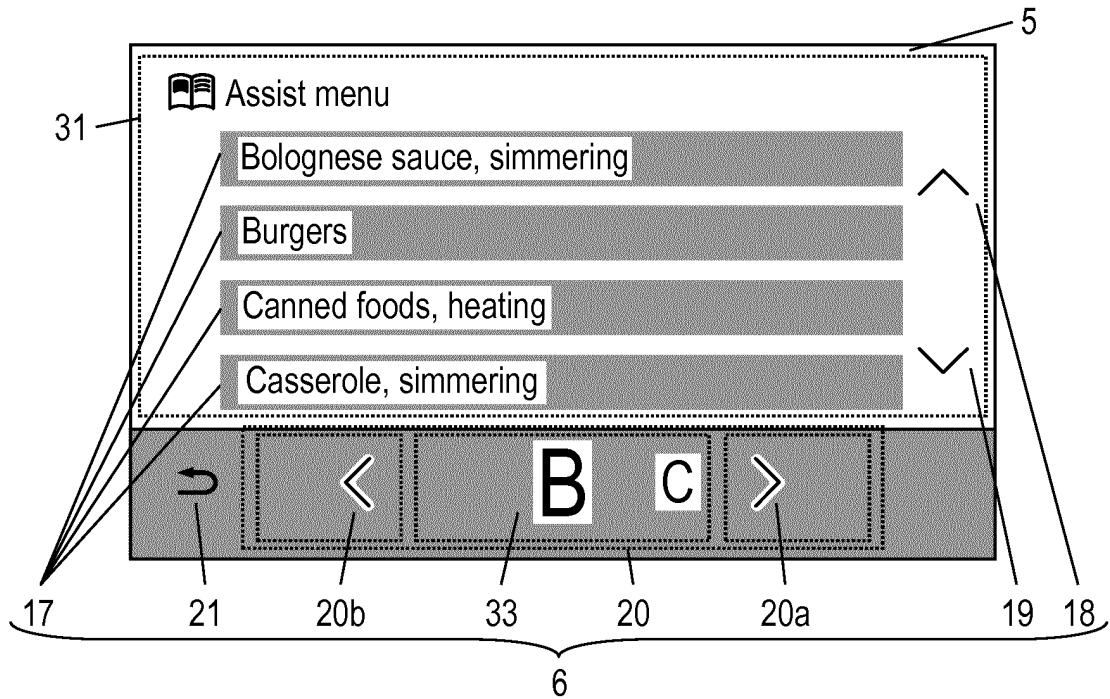 5
Assist menu
31
Bolognese sauce, simmering
Burgers
Canned foods, heating
Casserole, simmering
B C
17 21 20b 33 20 20a 19 18
6